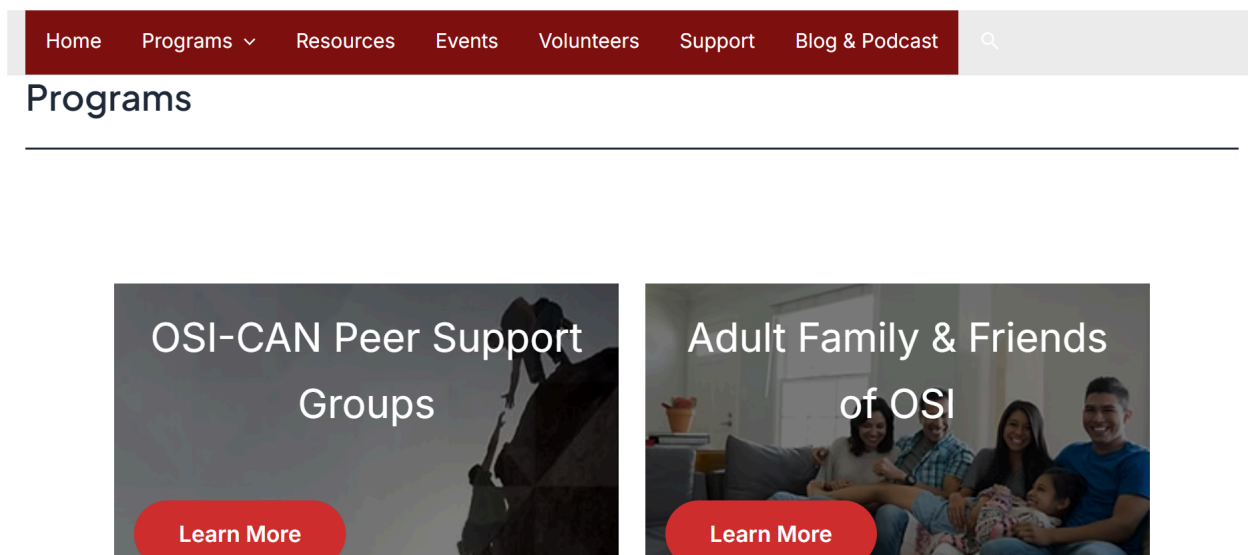 Home Programs Resources Events Volunteers Support Blog & Podcast
Programs
OSI-CAN Peer Support
Groups
Learn More
Adult Family & Friends
of OSI
Learn More